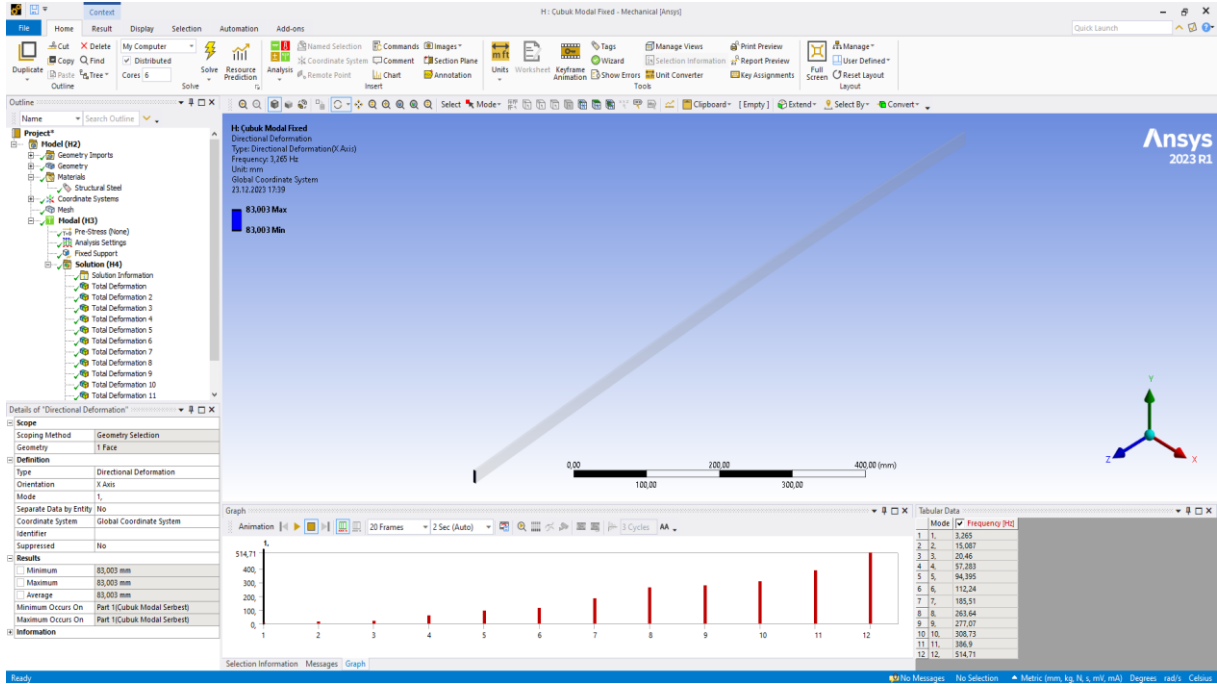 Context
H : Çubuk Modal Fixed - Mechanical [Ansys]
File Home Result Display Selection Automation Add-ons
Quick Launch
Duplicate
Cut
Copy
Paste
Delete
Find
Tree
Outline
My Computer
Distributed
Cores 6
Solve
Solve
Resource Prediction
Analysis
Named Selection
Coordinate System
Remote Point
Commands
Comment
Chart
Images
Section Plane
Annotation
Insert
Units
Worksheet
Keyframe Animation
Tags
Wizard
Show Errors
Manage Views
Selection Information
Unit Converter
Print Preview
Report Preview
Key Assignments
Tools
Full Screen
Manage
User Defined
Reset Layout
Layout
Outline
Select Mode Clipboard [Empty] Extend Select By Convert
Name Search Outline
Project*
Model (H2)
Geometry Imports
Geometry
Materials
Structural Steel
Coordinate Systems
Mesh
Modal (H3)
Pre-Stress (None)
Analysis Settings
Fixed Support
Solution (H4)
Solution Information
Total Deformation
Total Deformation 2
Total Deformation 3
Total Deformation 4
Total Deformation 5
Total Deformation 6
Total Deformation 7
Total Deformation 8
Total Deformation 9
Total Deformation 10
Total Deformation 11
H: Çubuk Modal Fixed
Directional Deformation
Type: Directional Deformation(X Axis)
Frequency: 3,265 Hz
Unit: mm
Global Coordinate System
23.12.2023 17:39
83,003 Max
83,003 Min
Ansys
2023 R1
Y
Z X
0,00 200,00 400,00 (mm)
100,00 300,00
Details of "Directional Deformation"
Scope
Scoping Method Geometry Selection
Geometry 1 Face
Definition
Type Directional Deformation
Orientation X Axis
Mode 1,
Separate Data by Entity No
Coordinate System Global Coordinate System
Identifier
Suppressed No
Results
Minimum 83,003 mm
Maximum 83,003 mm
Average 83,003 mm
Minimum Occurs On Part 1(Cubuk Modal Serbest)
Maximum Occurs On Part 1(Cubuk Modal Serbest)
Information
Graph
Animation 20 Frames 2 Sec (Auto) 3 Cycles AA
1,
514,71
400,
300,
200,
100,
0,
1 2 3 4 5 6 7 8 9 10 11 12
Selection Information Messages Graph
Tabular Data
Mode Frequency [Hz]
1 1, 3,265
2 2, 15,087
3 3, 20,46
4 4, 57,283
5 5, 94,395
6 6, 112,24
7 7, 185,51
8 8, 263,64
9 9, 277,07
10 10, 308,73
11 11, 386,9
12 12, 514,71
Ready
No Messages No Selection Metric (mm, kg, N, s, mV, mA) Degrees rad/s Celsius